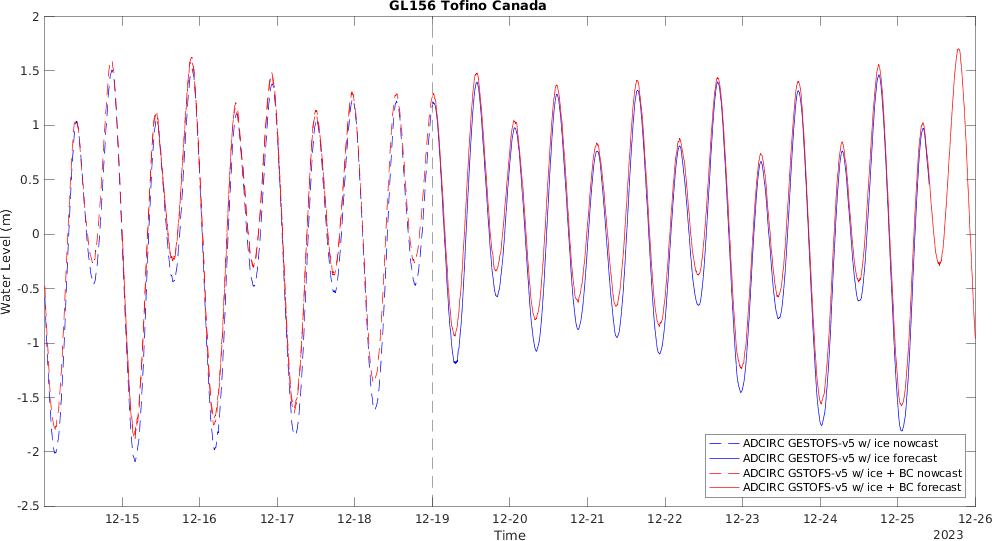 GL156 Tofino Canada
Water Level (m)
2
1.5
1
0.5
0
-0.5
-1
-1.5
-2
-2.5
ADCIRC GESTOFS-v5 w/ ice nowcast
ADCIRC GESTOFS-v5 w/ ice forecast
ADCIRC GSTOFS-v5 w/ ice + BC nowcast
ADCIRC GSTOFS-v5 w/ ice + BC forecast
12-15 12-16 12-17 12-18 12-19 12-20 12-21 12-22 12-23 12-24 12-25 12-26
Time
2023